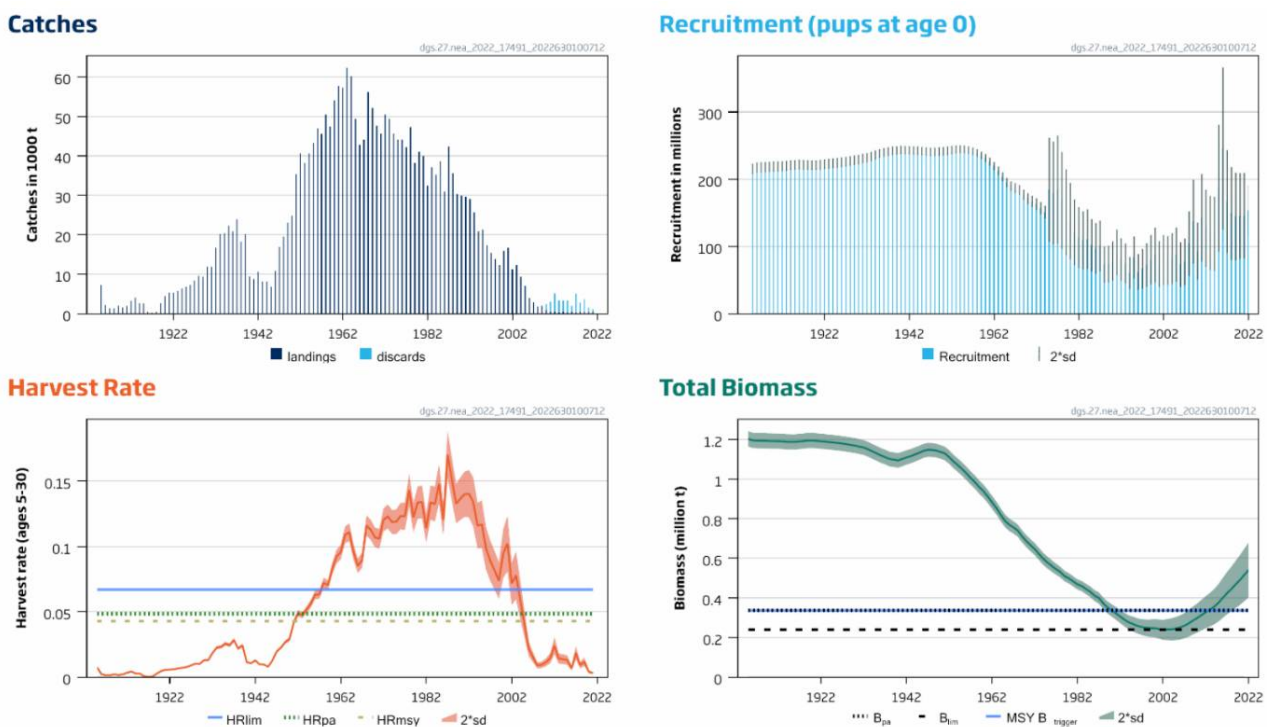 Catches
dgs.27.nea_2022_17491_2022630100712
Catches in 1000 t
60
50
40
30
20
10
0
1922 1942 1962 1982 2002 2022
landings discards
Recruitment (pups at age 0)
dgs.27.nea_2022_17491_2022630100712
Recruitment in millions
300
200
100
0
1922 1942 1962 1982 2002 2022
Recruitment 2*sd
Harvest Rate
dgs.27.nea_2022_17491_2022630100712
Harvest rate (ages 5-30)
0.15
0.1
0.05
0
1922 1942 1962 1982 2002 2022
HRlim HRpa HRmsy 2*sd
Total Biomass
dgs.27.nea_2022_17491_2022630100712
Biomass (million t)
1.2
1
0.8
0.6
0.4
0.2
0
1922 1942 1962 1982 2002 2022
Bpa Blim MSY B trigger 2*sd